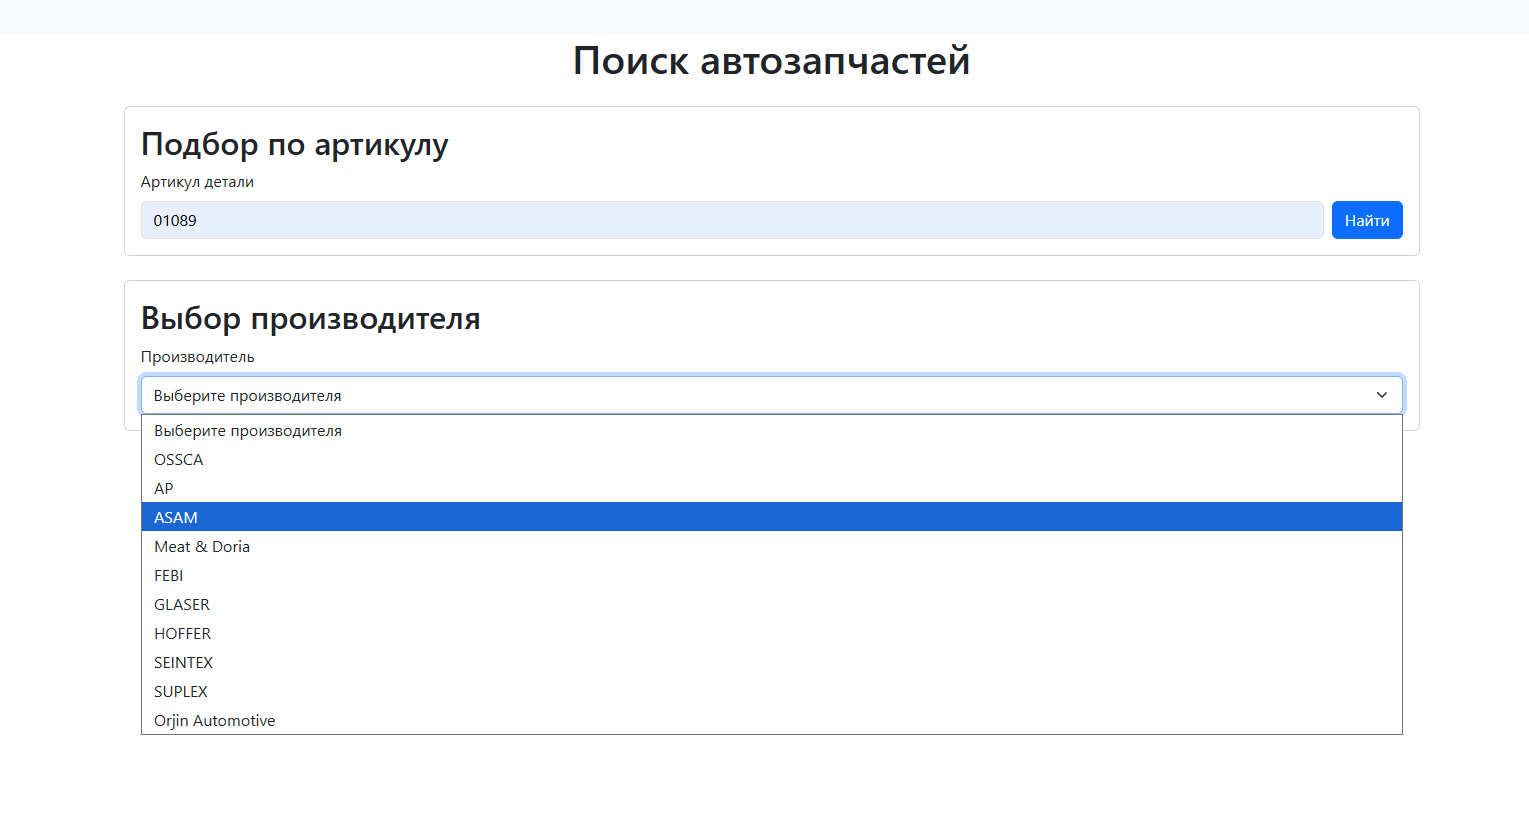 Поиск автозапчастей
Подбор по артикулу
Артикул детали
01089
Найти
Выбор производителя
Производитель
Выберите производителя
Выберите производителя
OSSCA
AP
ASAM
Meat & Doria
FEBI
GLASER
HOFFER
SEINTEX
SUPLEX
Orjin Automotive